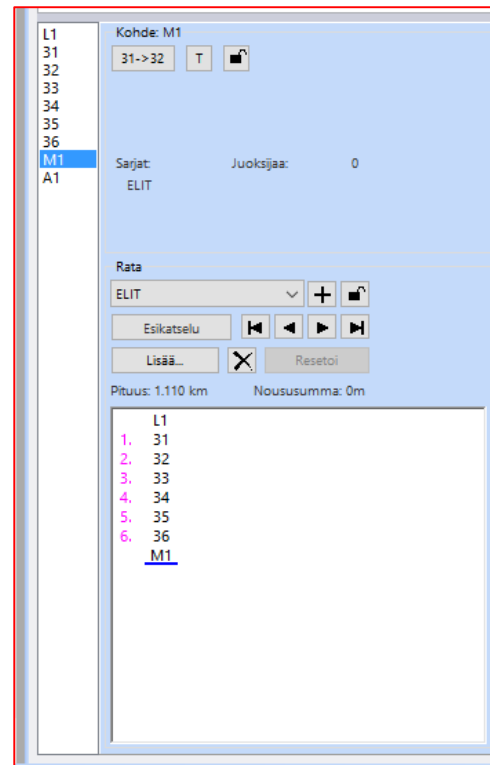 L1
31
32
33
34
35
36
M1
A1
Kohde: M1
31->32 T
Sarjat: Juoksijaa: 0
ELIT
Rata
ELIT
Esikatselu
Lisää... Resetoi
Pituus: 1.110 km Noususumma: 0m
L1
1. 31
2. 32
3. 33
4. 34
5. 35
6. 36
M1